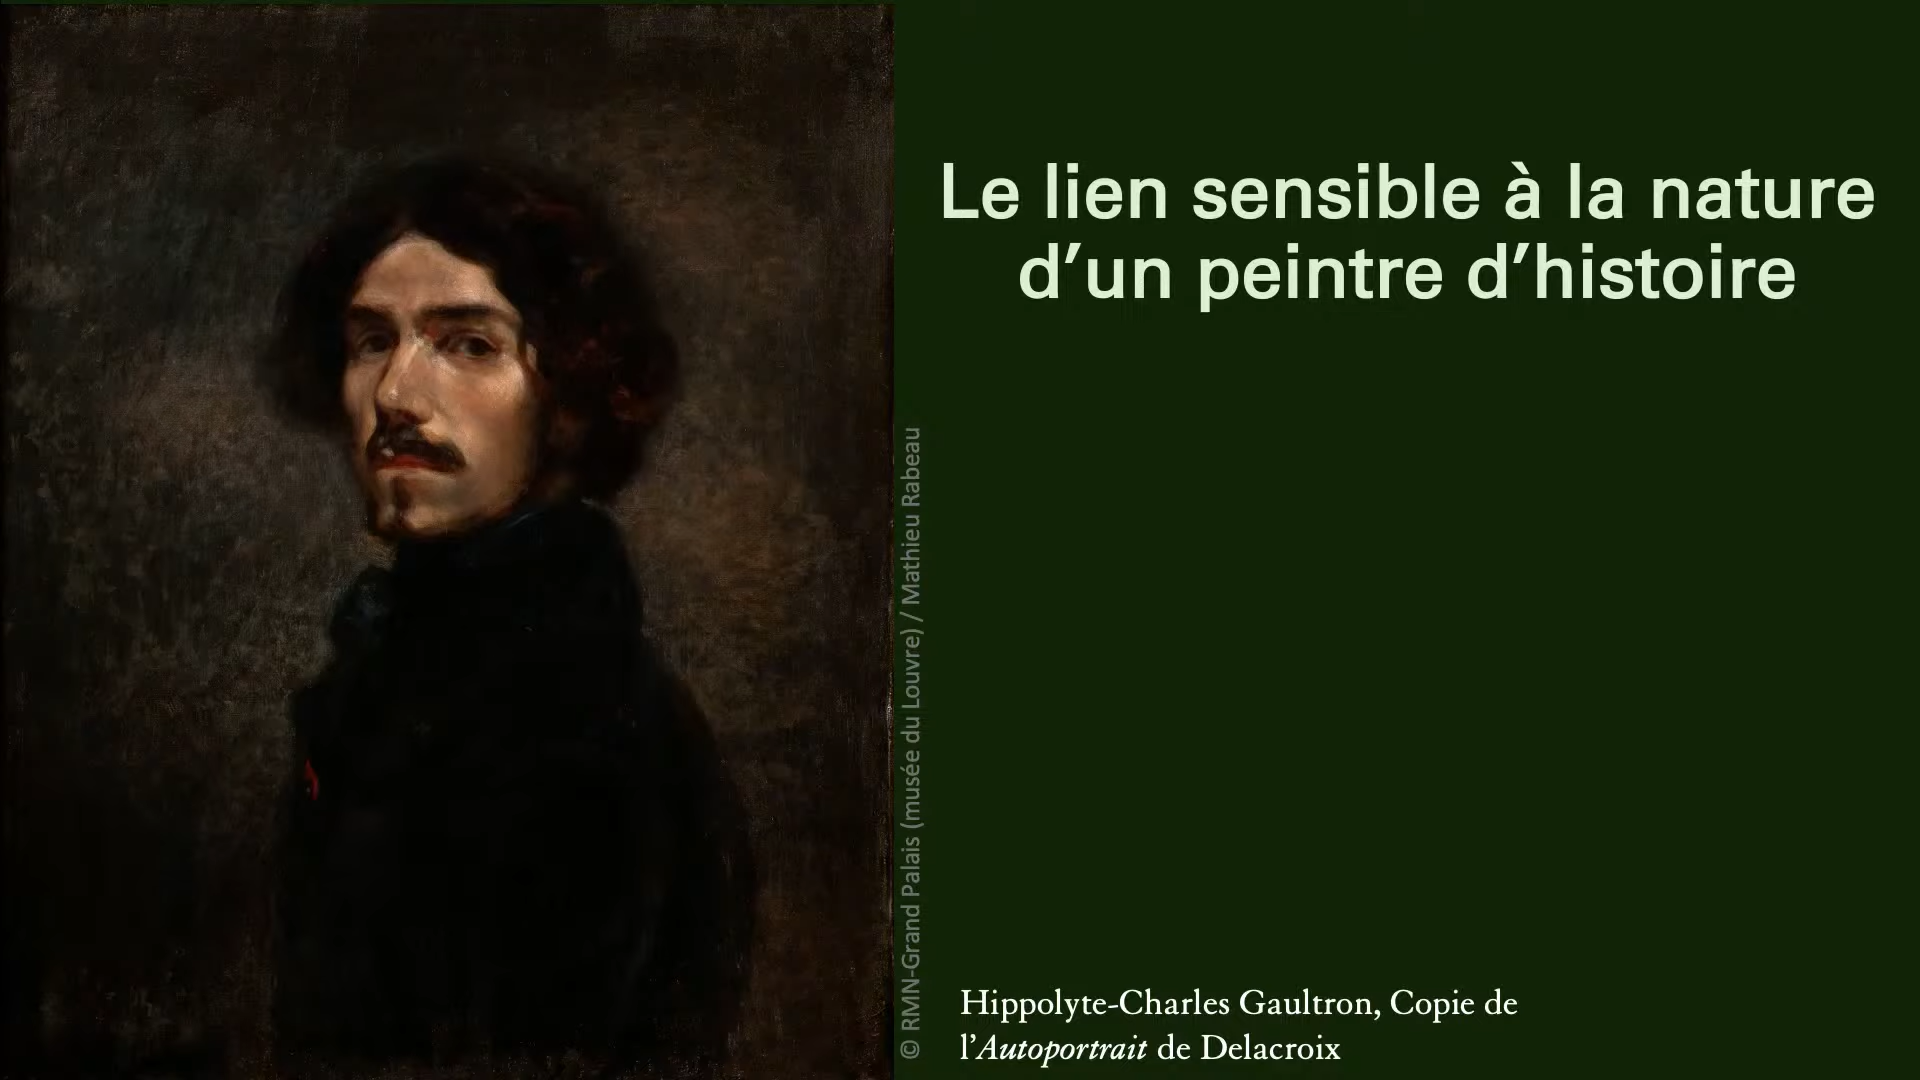 Le lien sensible à la nature
d’un peintre d’histoire
© RMN-Grand Palais (musée du Louvre) / Mathieu Rabeau
Hippolyte-Charles Gaultron, Copie de
l’Autoportrait de Delacroix